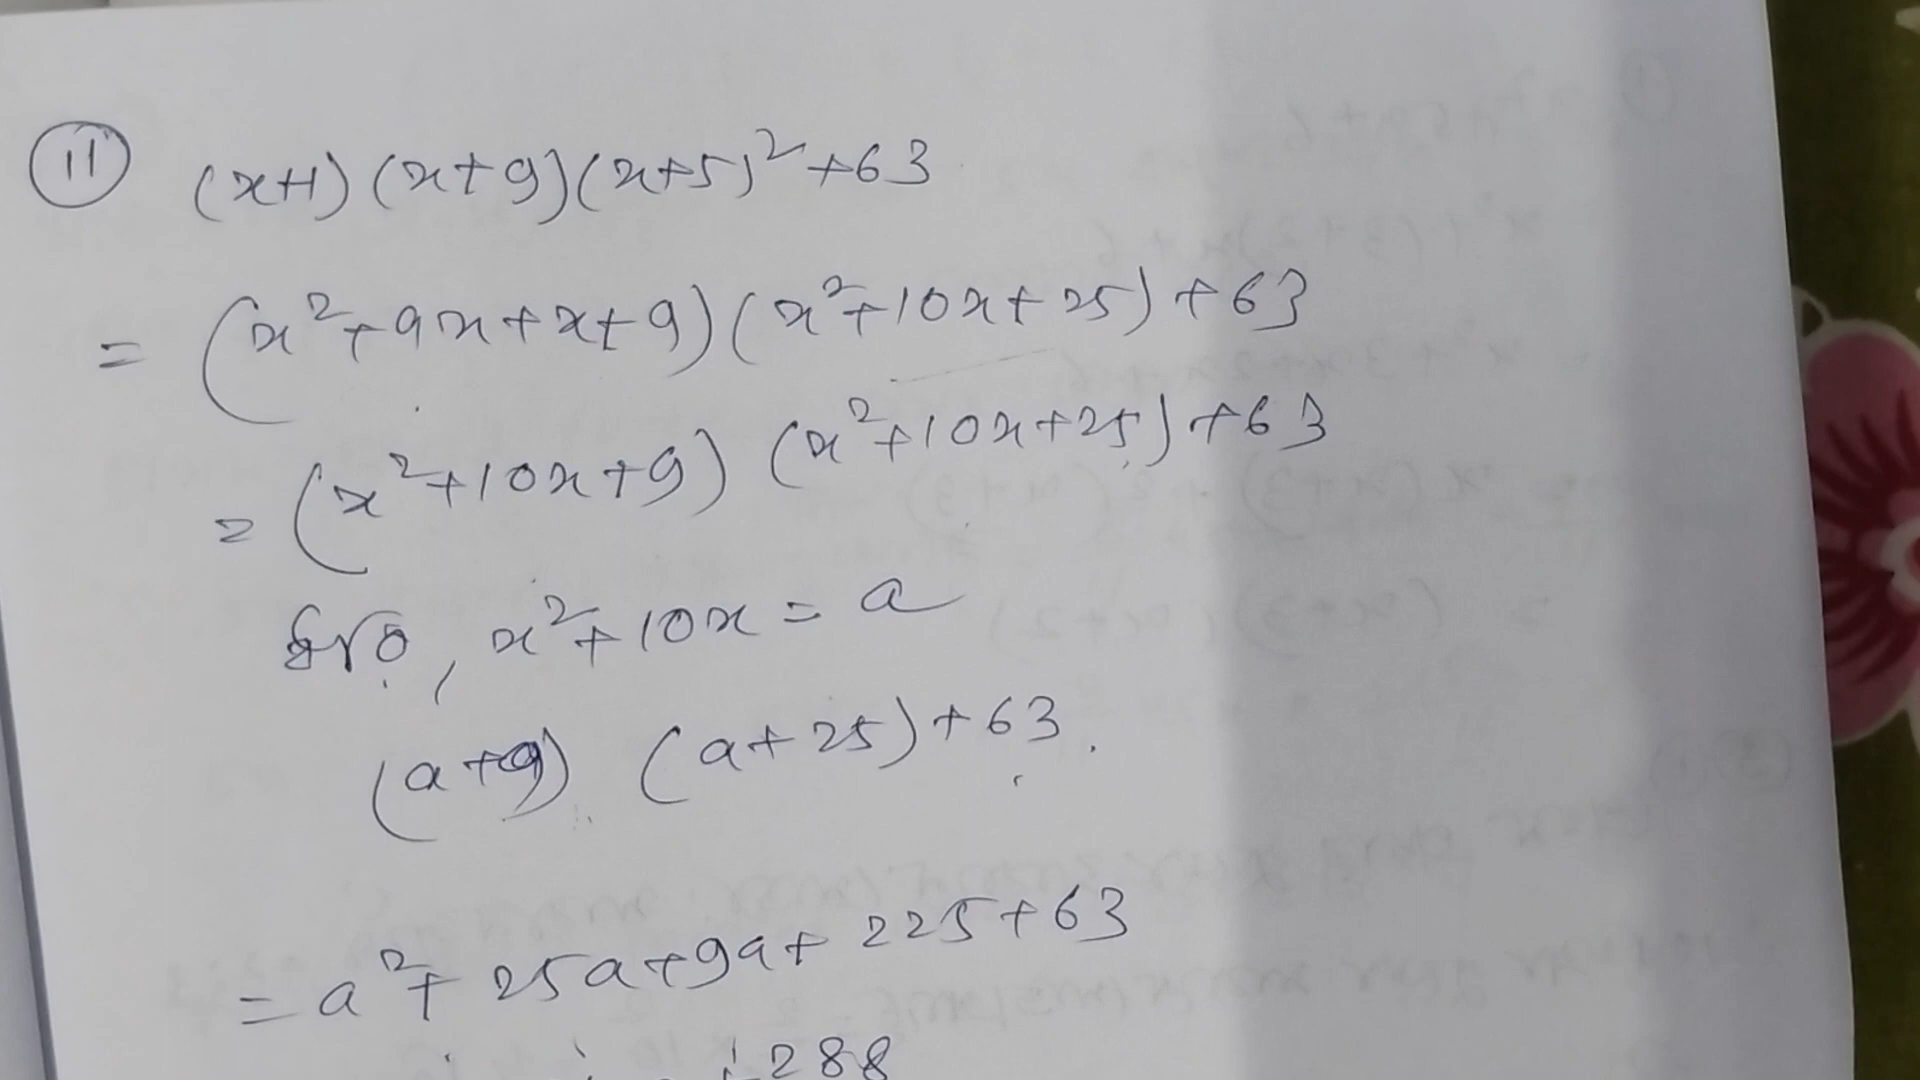 11 (x+1) (x+9)(x+5)²+63
= (x²+9x+x+9)(x²+10x+25)+63
= (x²+10x+9) (x²+10x+25)+63
ধরি, x²+10x = a
(a+9) (a+25)+63.
= a²+25a+9a+225+63
+288